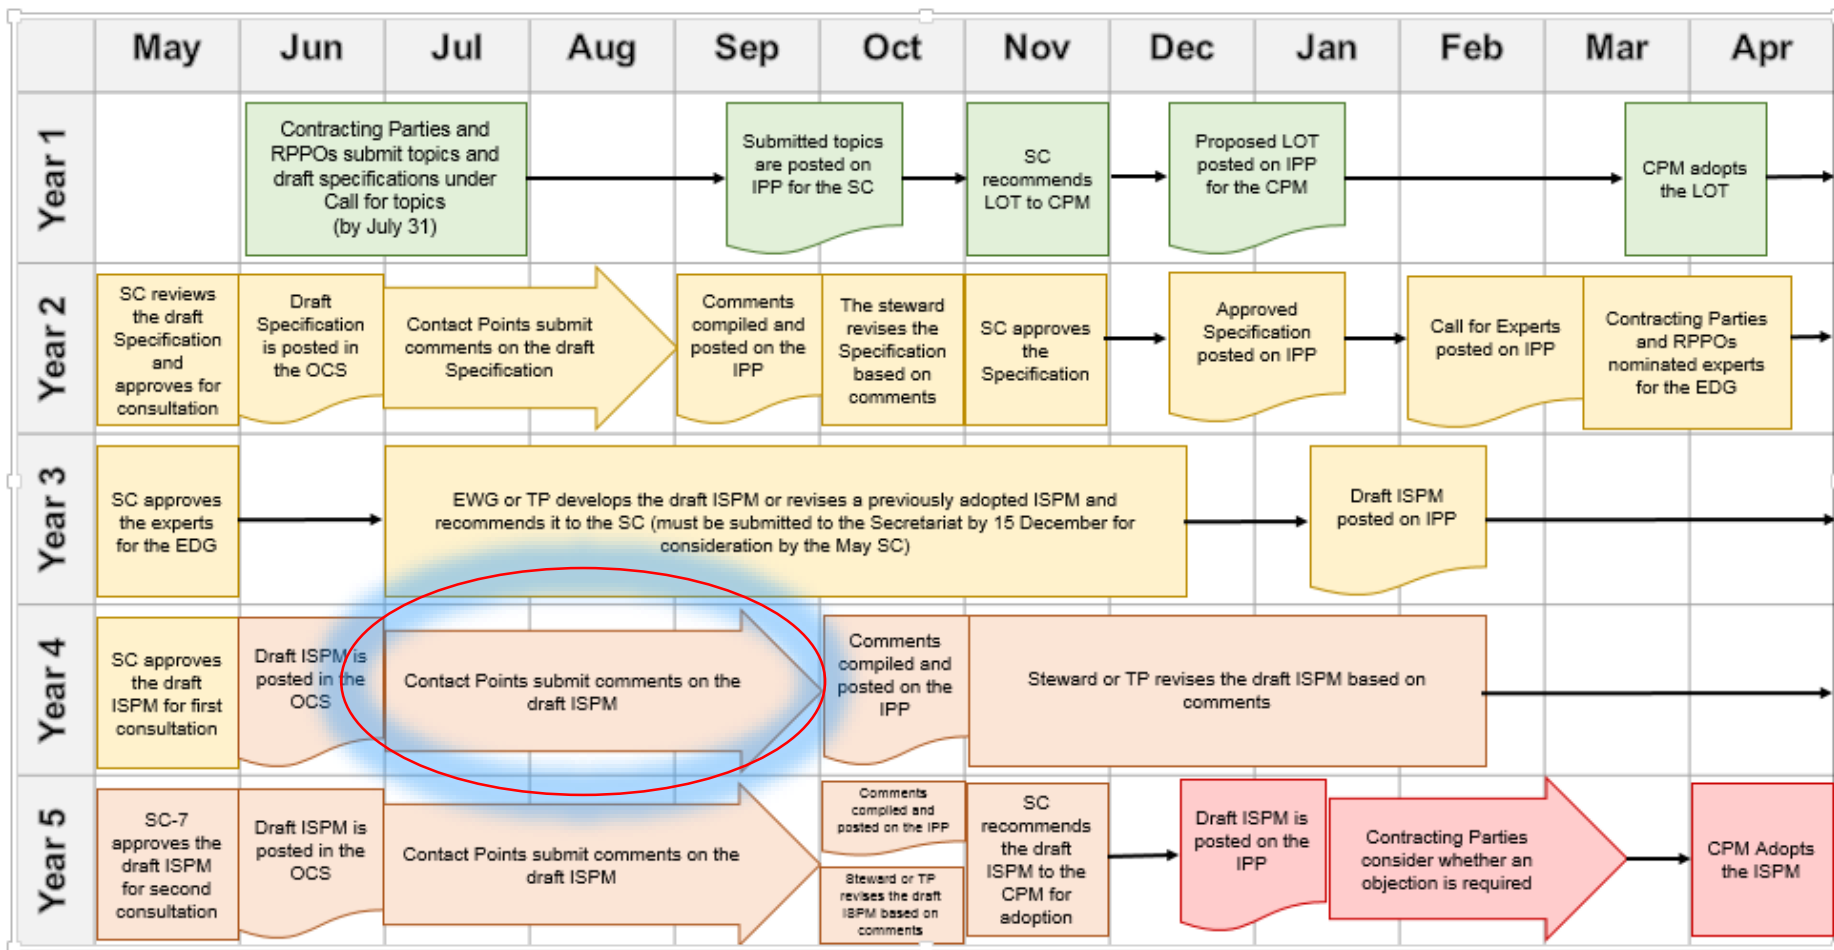 May Jun Jul Aug Sep Oct Nov Dec Jan Feb Mar Apr
Year 1
Contracting Parties and
RPPOs submit topics and
draft specifications under
Call for topics
(by July 31)
Submitted topics
are posted on
IPP for the SC
SC
recommends
LOT to CPM
Proposed LOT
posted on IPP
for the CPM
CPM adopts
the LOT
Year 2
SC reviews
the draft
Specification
and
approves for
consultation
Draft
Specification
is posted in
the OCS
Contact Points submit
comments on the draft
Specification
Comments
compiled and
posted on the
IPP
The steward
revises the
Specification
based on
comments
SC approves
the
Specification
Approved
Specification
posted on IPP
Call for Experts
posted on IPP
Contracting Parties
and RPPOs
nominated experts
for the EDG
Year 3
SC approves
the experts
for the EDG
EWG or TP develops the draft ISPM or revises a previously adopted ISPM and
recommends it to the SC (must be submitted to the Secretariat by 15 December for
consideration by the May SC)
Draft ISPM
posted on IPP
Year 4
SC approves
the draft
ISPM for first
consultation
Draft ISPM is
posted in the
OCS
Contact Points submit comments on the
draft ISPM
Comments
compiled and
posted on the
IPP
Steward or TP revises the draft ISPM based on
comments
Year 5
SC-7
approves the
draft ISPM
for second
consultation
Draft ISPM is
posted in the
OCS
Contact Points submit comments on the
draft ISPM
Comments
compiled and
posted on the IPP
Steward or TP
revises the draft
ISPM based on
comments
SC
recommends
the draft
ISPM to the
CPM for
adoption
Draft ISPM is
posted on the
IPP
Contracting Parties
consider whether an
objection is required
CPM Adopts
the ISPM